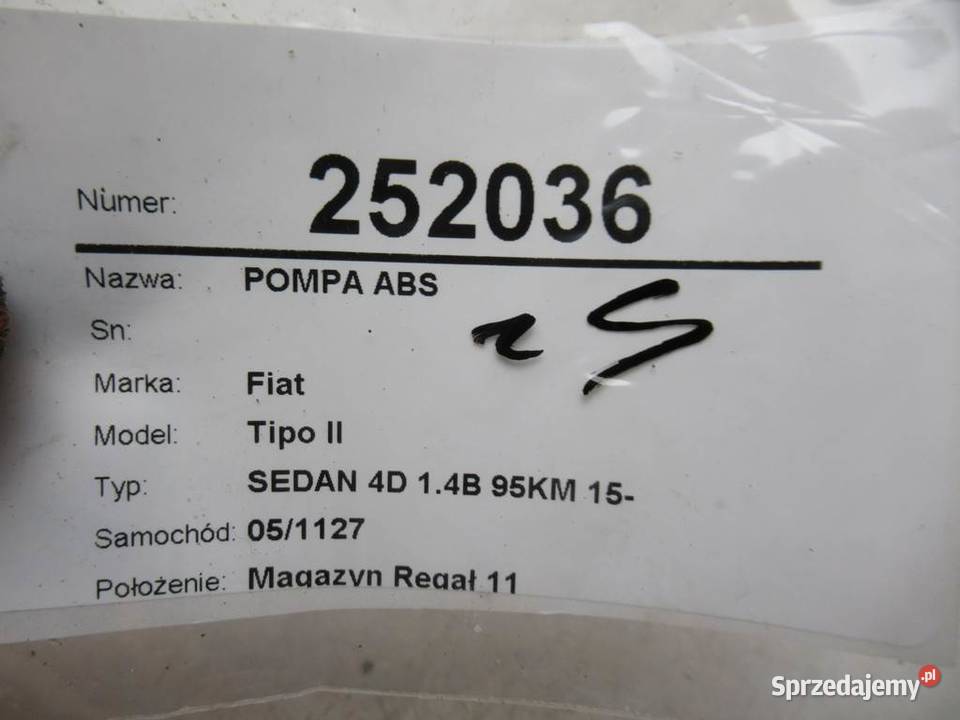 Numer: 252036
Nazwa: POMPA ABS
Sn:
Marka: Fiat
Model: Tipo II
Typ: SEDAN 4D 1.4B 95KM 15-
Samochód: 05/1127
Położenie: Magazyn Regał 11
Sprzedajemy.pl